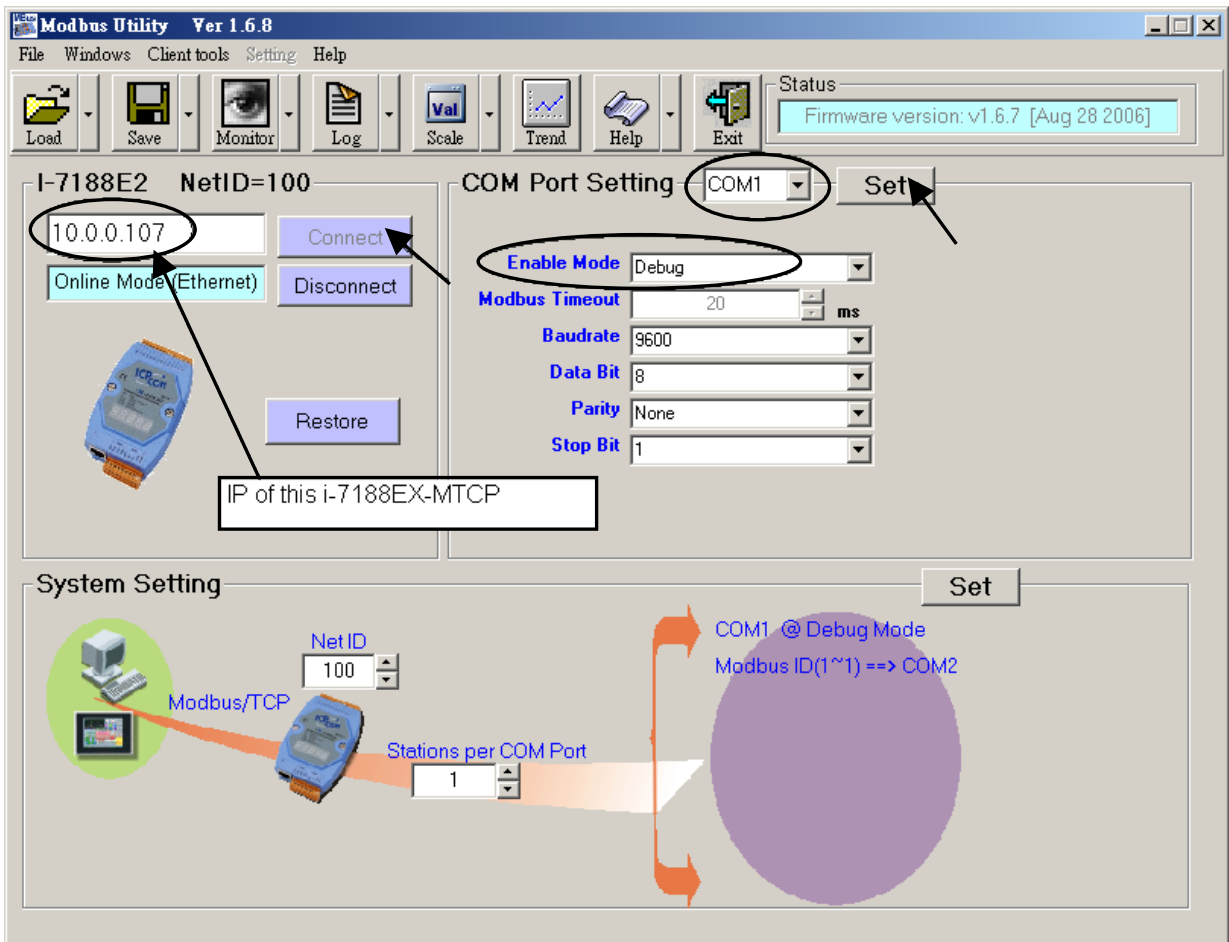 Modbus Utility Ver 1.6.8
File Windows Client tools Setting Help
Load Save Monitor Log Scale Trend Help Exit
Val
Status
Firmware version: v1.6.7 [Aug 28 2006]
I-7188E2 NetID=100
10.0.0.107
Connect
Online Mode (Ethernet)
Disconnect
Restore
IP of this i-7188EX-MTCP
COM Port Setting COM1 Set
Enable Mode Debug
Modbus Timeout 20 ms
Baudrate 9600
Data Bit 8
Parity None
Stop Bit 1
System Setting
Set
Net ID
100
Modbus/TCP
Stations per COM Port
1
COM1 @ Debug Mode
Modbus ID(1~1) ==> COM2